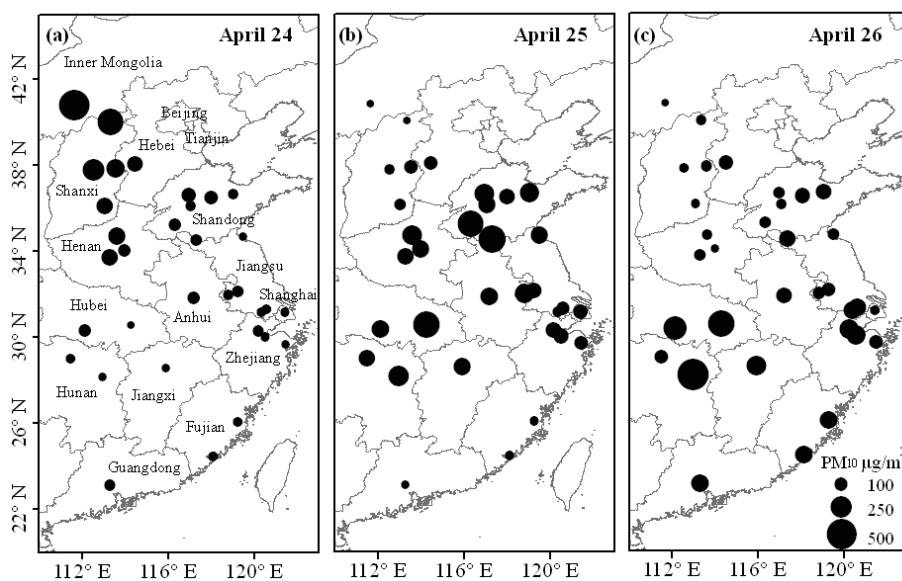 (a) April 24
(b) April 25
(c) April 26
42° N
38° N
34° N
30° N
26° N
22° N
Inner Mongolia
Beijing
Tianjin
Hebei
Shanxi
Shandong
Henan
Jiangsu
Shanghai
Hubei
Anhui
Zhejiang
Hunan
Jiangxi
Fujian
Guangdong
PM10 μg/m³
100
250
500
112° E 116° E 120° E
112° E 116° E 120° E
112° E 116° E 120° E